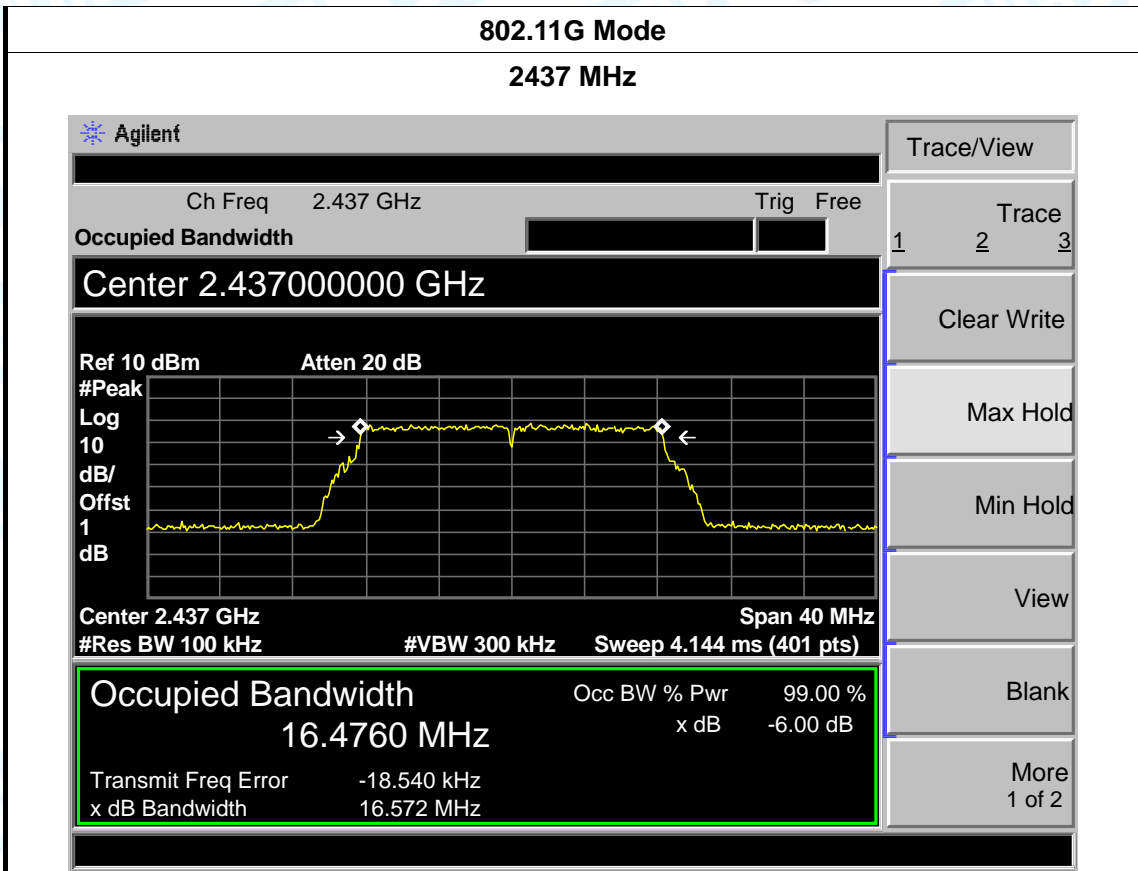 802.11G Mode
2437 MHz
Agilent
Trace/View
Ch Freq 2.437 GHz Trig Free
Occupied Bandwidth
Trace
1 2 3
Center 2.437000000 GHz
Clear Write
Ref 10 dBm Atten 20 dB
#Peak
Log
10
dB/
Offst
1
dB
Max Hold
Min Hold
View
Center 2.437 GHz Span 40 MHz
#Res BW 100 kHz #VBW 300 kHz Sweep 4.144 ms (401 pts)
Occupied Bandwidth Occ BW % Pwr 99.00 %
16.4760 MHz x dB -6.00 dB
Transmit Freq Error -18.540 kHz
x dB Bandwidth 16.572 MHz
Blank
More
1 of 2